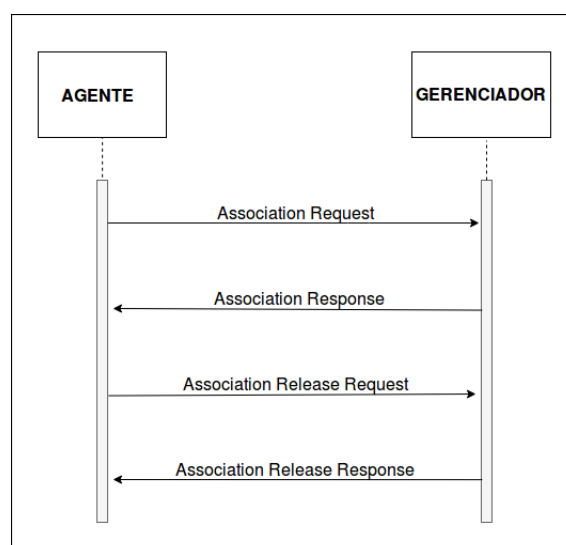 AGENTE
GERENCIADOR
Association Request
Association Response
Association Release Request
Association Release Response